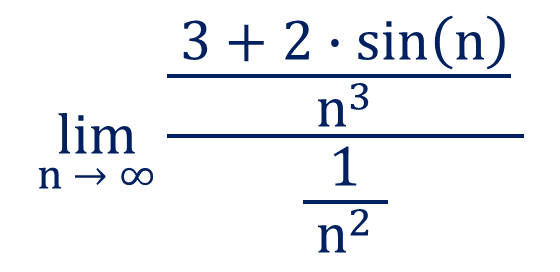 3 + 2 · sin(n)
n³
lim
n → ∞
1
n²